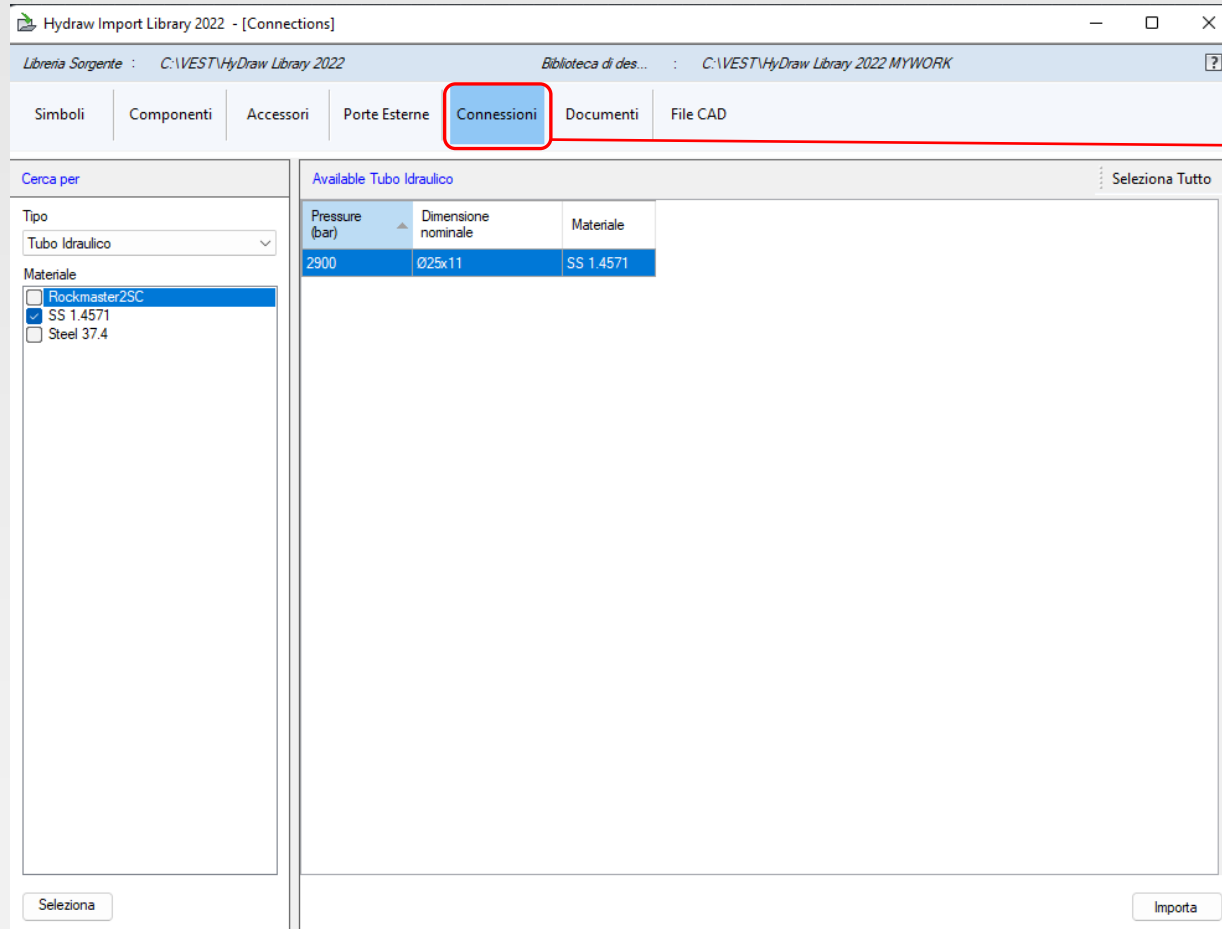 Hydraw Import Library 2022 - [Connections]
Libreria Sorgente : C:\VEST\HyDraw Library 2022 Biblioteca di des... : C:\VEST\HyDraw Library 2022 MYWORK ?
Simboli Componenti Accessori Porte Esterne Connessioni Documenti File CAD
Cerca per
Available Tubo Idraulico
Seleziona Tutto
Tipo
Tubo Idraulico
Materiale
Rockmaster2SC
SS 1.4571
Steel 37.4
Pressure (bar)
Dimensione nominale
Materiale
2900 Ø25x11 SS 1.4571
Seleziona
Importa